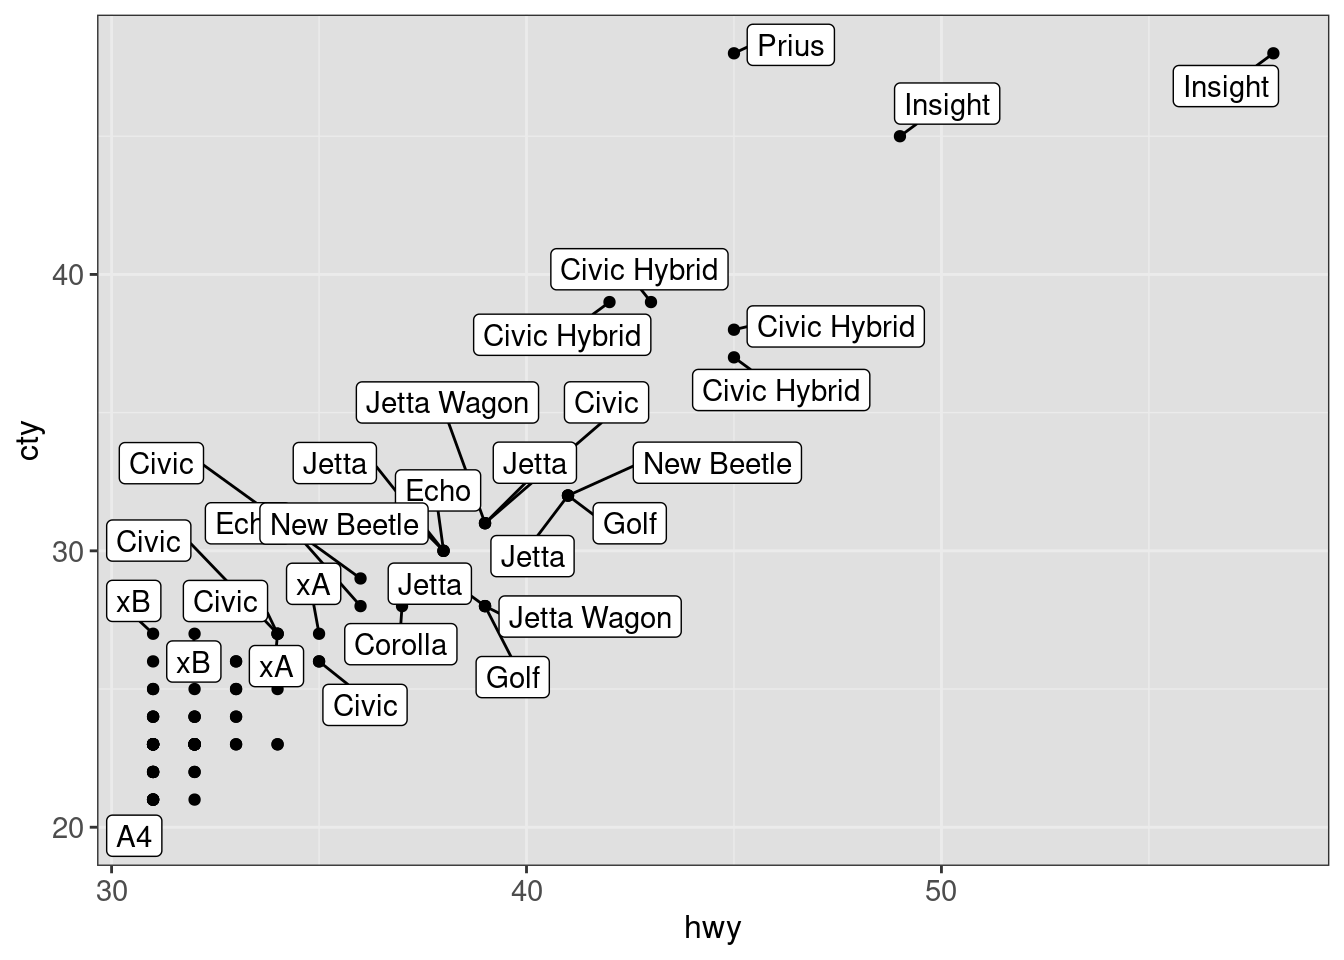 Prius
Insight
Insight
40
Civic Hybrid
Civic Hybrid
Civic Hybrid
Civic Hybrid
Jetta Wagon
Civic
cty
Civic
Jetta
Jetta
New Beetle
Echo
Ech
New Beetle
Golf
Civic
30
Jetta
xB
Civic
xA
Jetta
Jetta Wagon
Corolla
xB
xA
Golf
Civic
20
A4
30
40
50
hwy